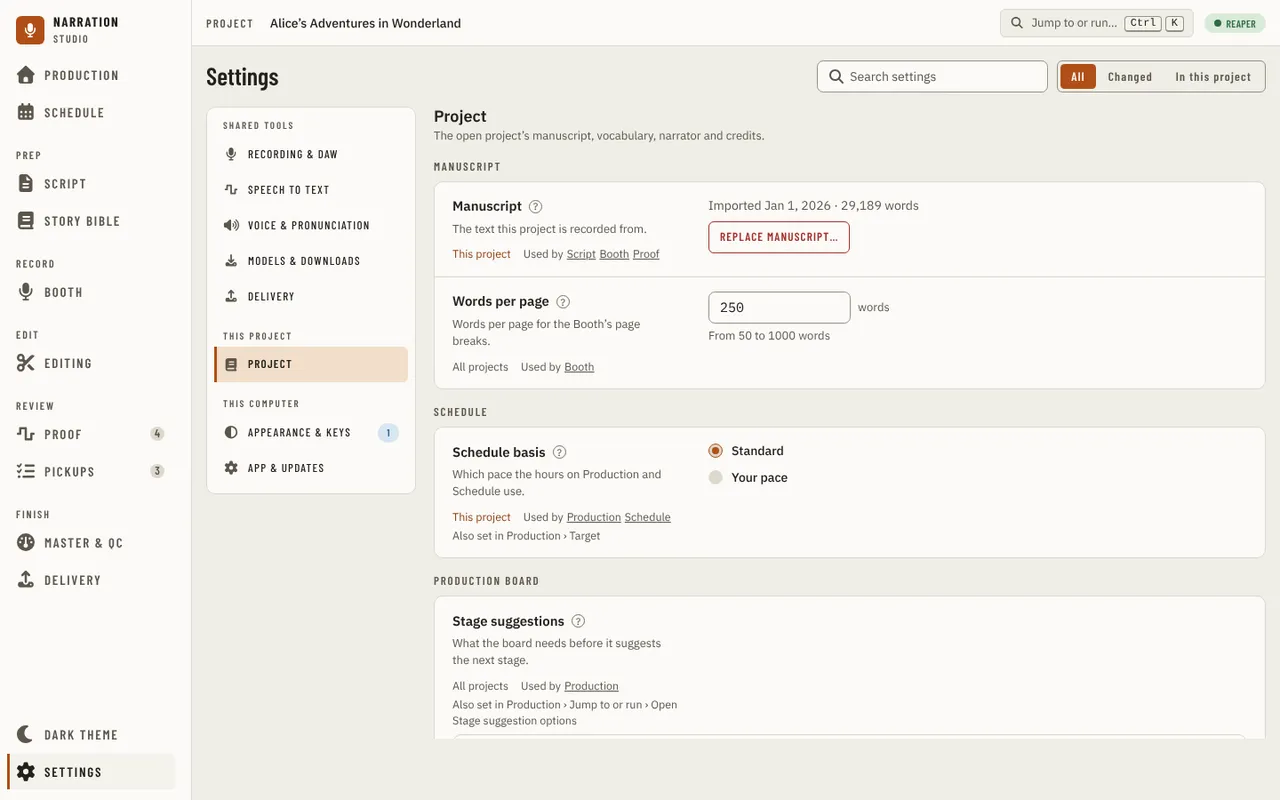 NARRATION
STUDIO
PRODUCTION
SCHEDULE
PREP
SCRIPT
STORY BIBLE
RECORD
BOOTH
EDIT
EDITING
REVIEW
PROOF 4
PICKUPS 3
FINISH
MASTER & QC
DELIVERY
DARK THEME
SETTINGS
PROJECT Alice's Adventures in Wonderland
Jump to or run... Ctrl K
REAPER
Settings
Search settings
All Changed In this project
SHARED TOOLS
RECORDING & DAW
SPEECH TO TEXT
VOICE & PRONUNCIATION
MODELS & DOWNLOADS
DELIVERY
THIS PROJECT
PROJECT
THIS COMPUTER
APPEARANCE & KEYS 1
APP & UPDATES
Project
The open project's manuscript, vocabulary, narrator and credits.
MANUSCRIPT
Manuscript ?
The text this project is recorded from.
This project Used by Script Booth Proof
Imported Jan 1, 2026 · 29,189 words
REPLACE MANUSCRIPT...
Words per page ?
Words per page for the Booth's page
breaks.
All projects Used by Booth
250 words
From 50 to 1000 words
SCHEDULE
Schedule basis ?
Which pace the hours on Production and
Schedule use.
This project Used by Production Schedule
Also set in Production › Target
Standard
Your pace
PRODUCTION BOARD
Stage suggestions ?
What the board needs before it suggests
the next stage.
All projects Used by Production
Also set in Production › Jump to or run › Open
Stage suggestion options